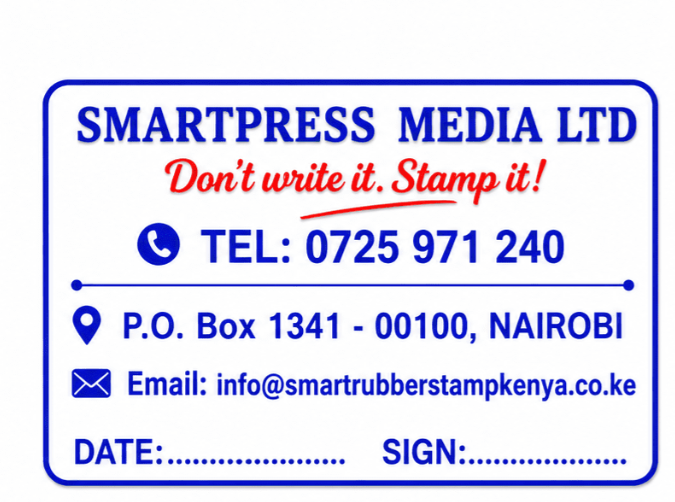 SMARTPRESS MEDIA LTD
Don't write it. Stamp it!
TEL: 0725 971 240
P.O. Box 1341 - 00100, NAIROBI
Email: info@smartrubberstampkenya.co.ke
DATE:..................... SIGN:...................